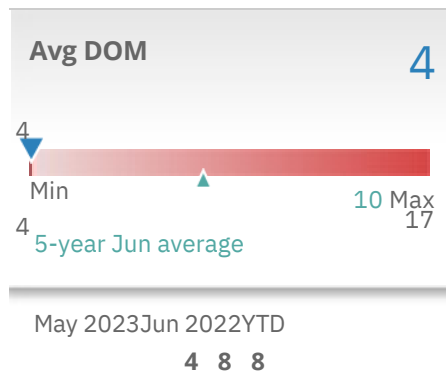 Avg DOM 4
4
Min 10 Max
4 17
5-year Jun average
May 2023Jun 2022YTD
4 8 8